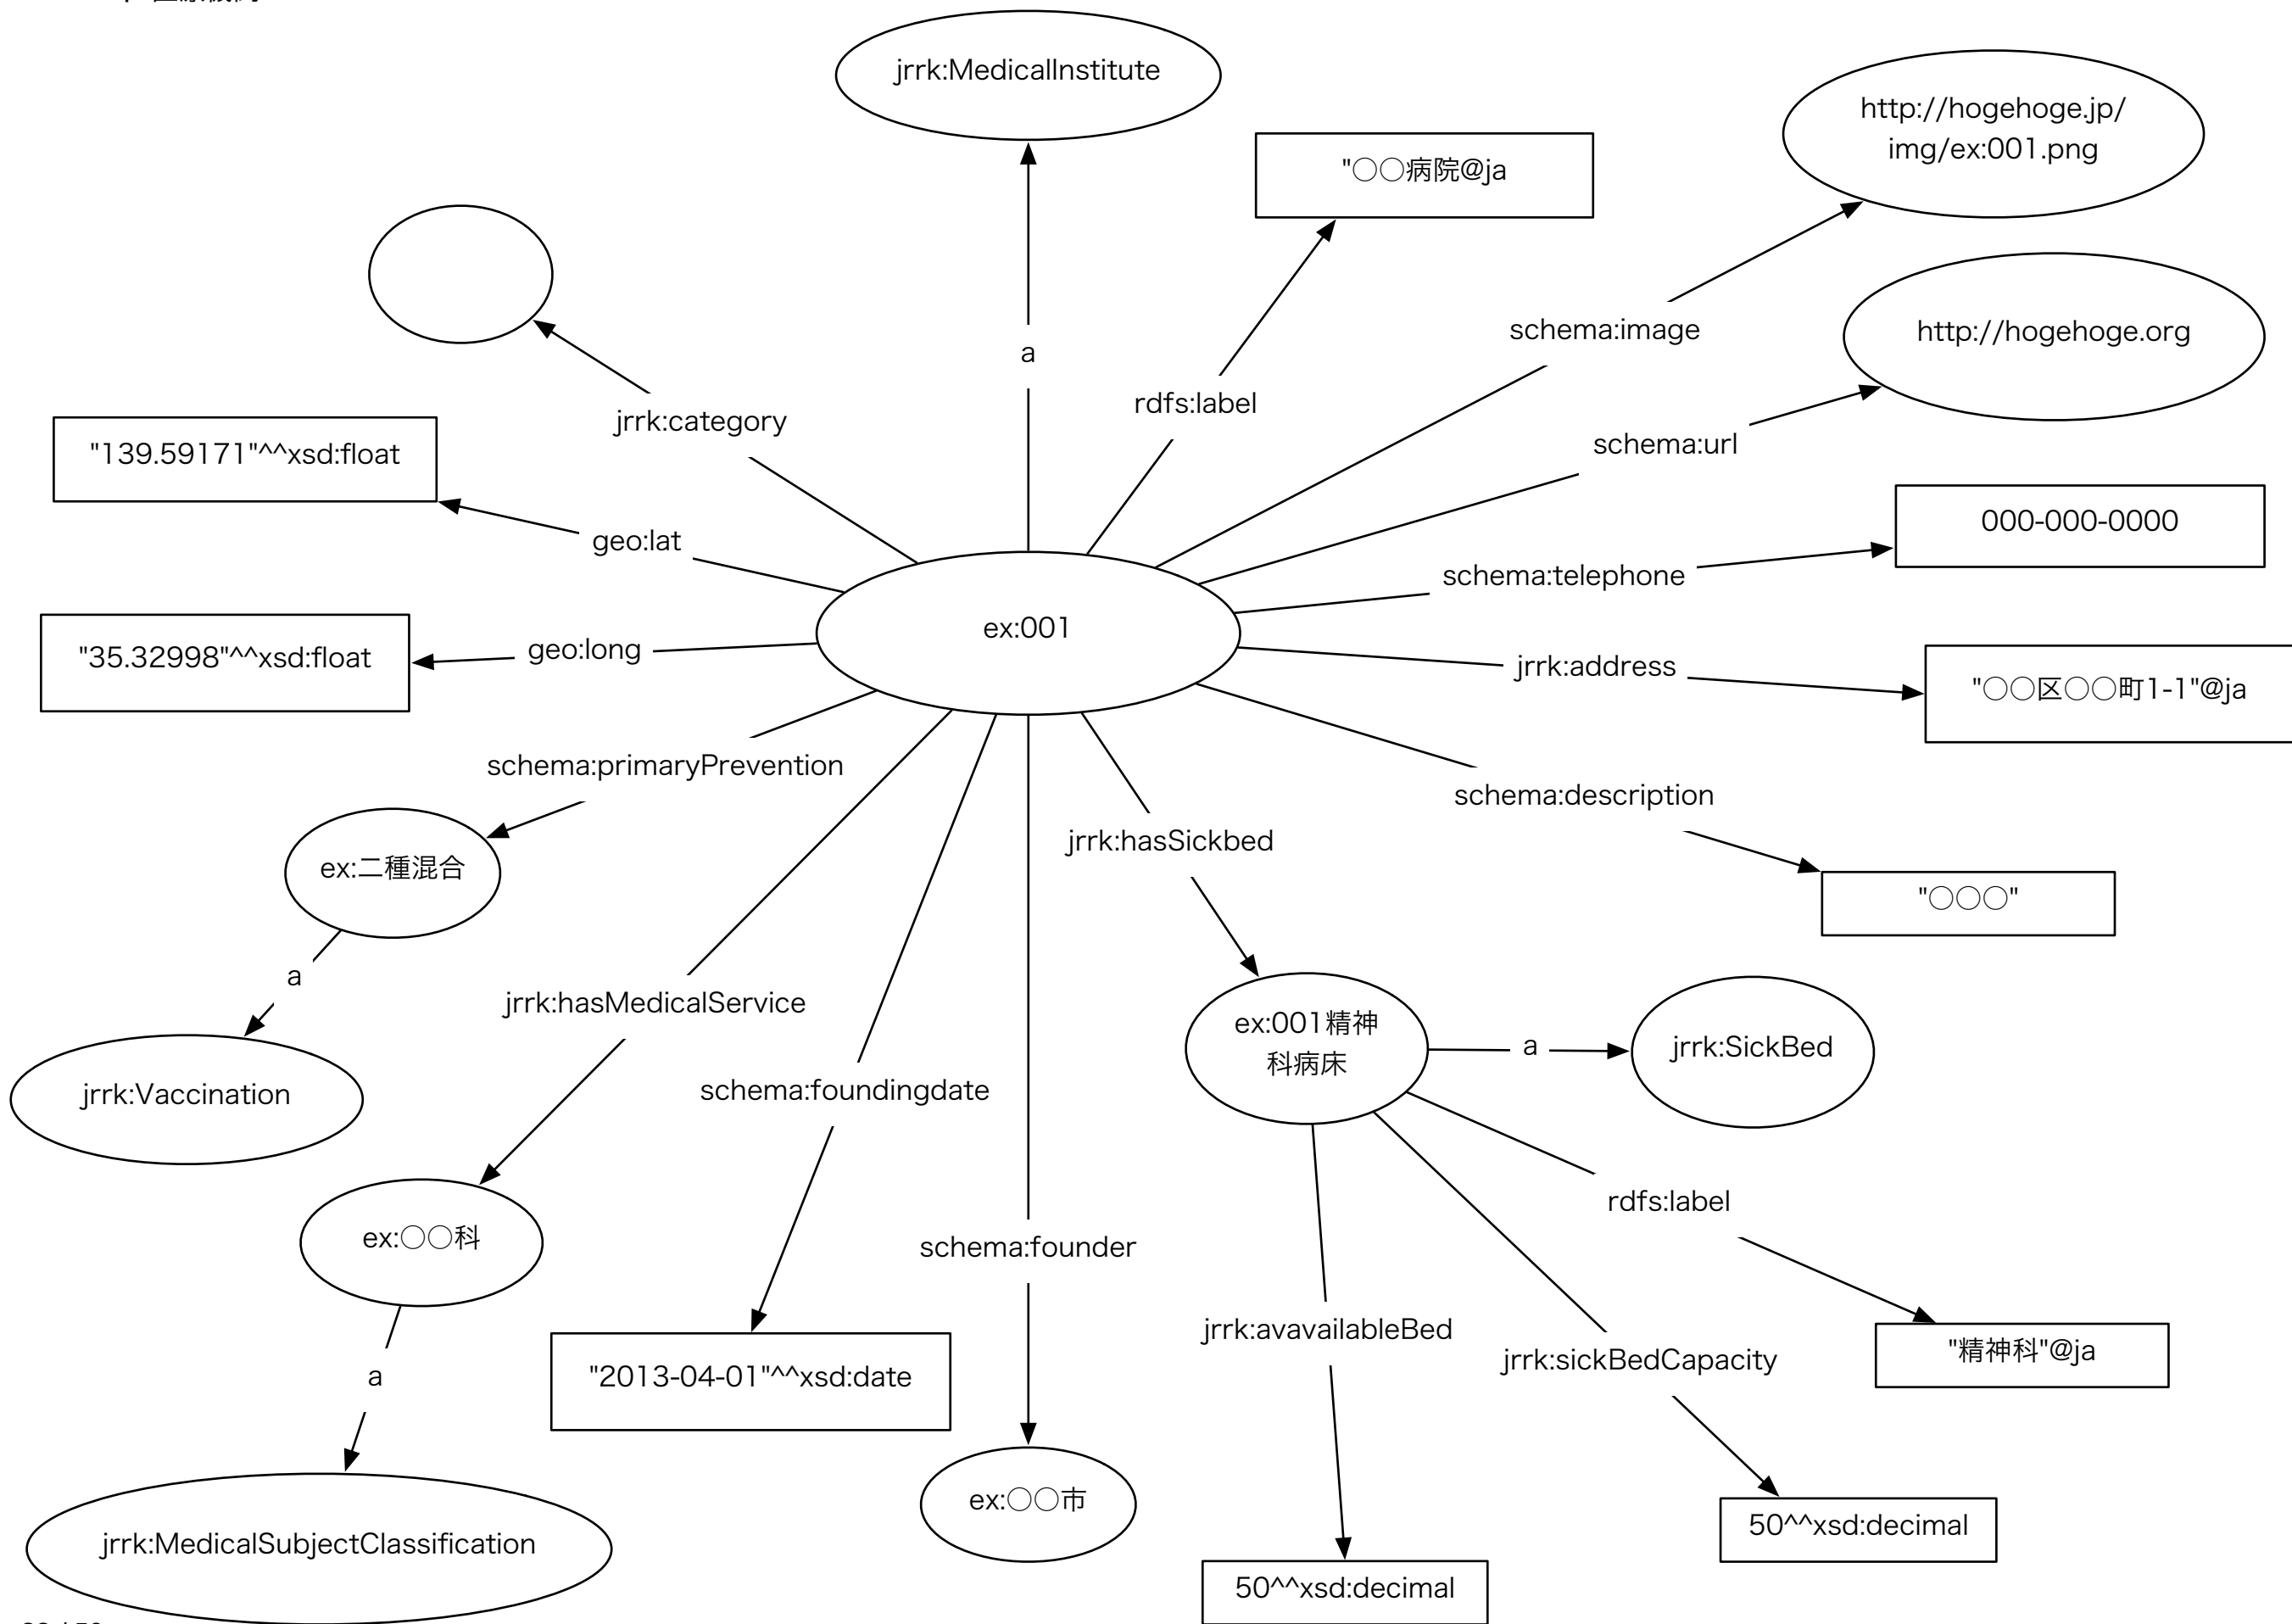 jrrk:MedicalInstitute
http://hogehoge.jp/
img/ex:001.png
"○○病院@ja
a
schema:image
http://hogehoge.org
rdfs:label
jrrk:category
schema:url
"139.59171"^^xsd:float
geo:lat
000-000-0000
schema:telephone
ex:001
geo:long
"35.32998"^^xsd:float
jrrk:address
"○○区○○町1-1"@ja
schema:primaryPrevention
schema:description
jrrk:hasSickbed
ex:二種混合
"○○○"
a
jrrk:hasMedicalService
ex:001精神
科病床
a
jrrk:SickBed
jrrk:Vaccination
schema:foundingdate
rdfs:label
ex:○○科
schema:founder
jrrk:avavailableBed
"精神科"@ja
jrrk:sickBedCapacity
a
"2013-04-01"^^xsd:date
ex:○○市
50^^xsd:decimal
jrrk:MedicalSubjectClassification
50^^xsd:decimal